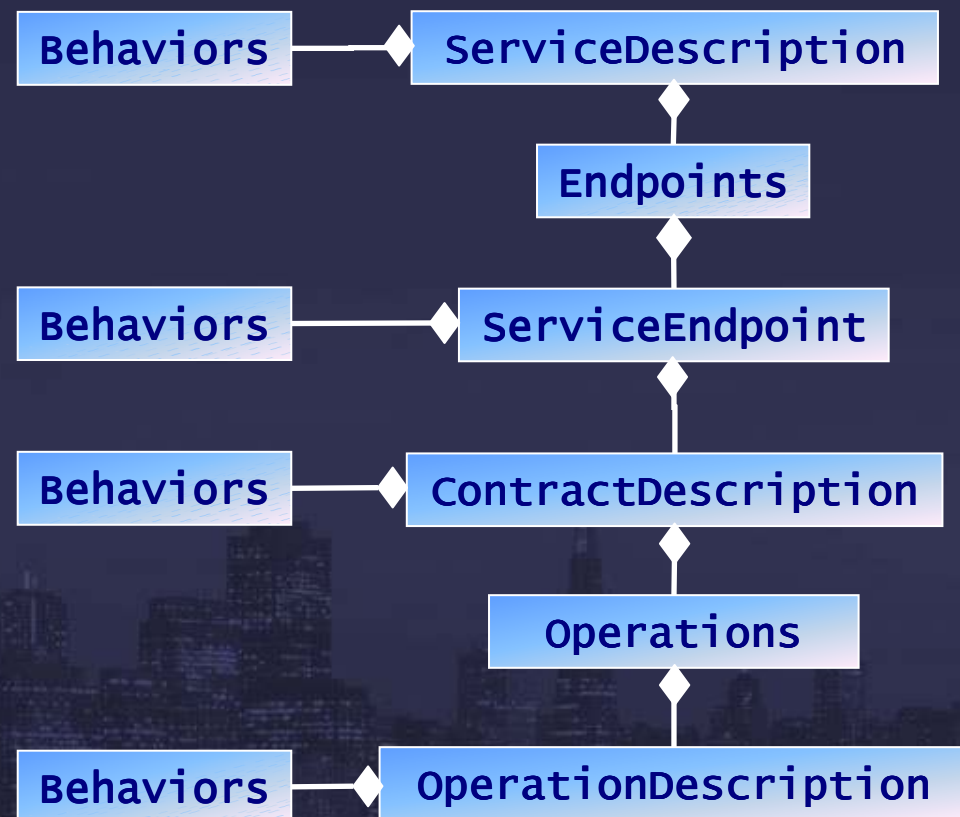 Behaviors
ServiceDescription
Endpoints
Behaviors
ServiceEndpoint
Behaviors
ContractDescription
Operations
Behaviors
OperationDescription